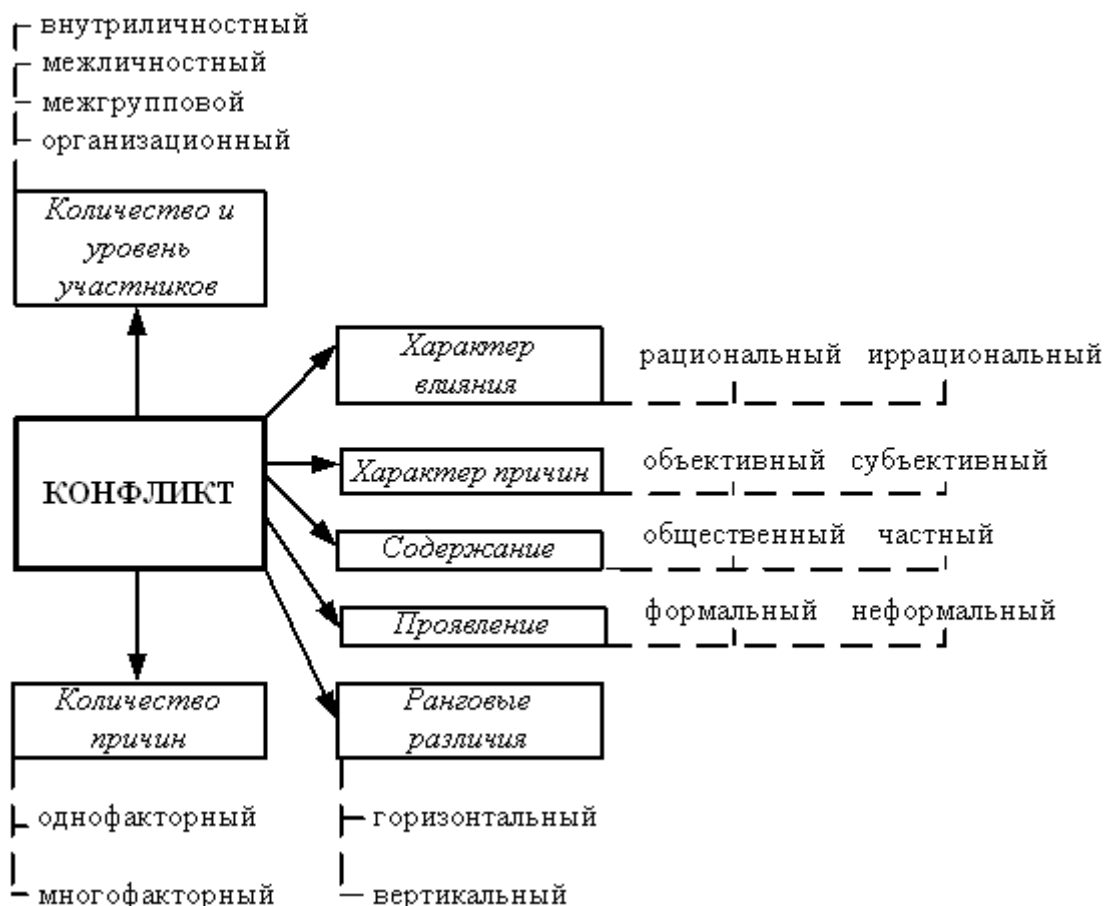 внутриличностный
межличностный
межгрупповой
организационный
Количество и
уровень
участников
Характер
влияния
рациональный иррациональный
КОНФЛИКТ
Характер причин
объективный субъективный
Содержание
общественный частный
Проявление
формальный неформальный
Количество
причин
однофакторный
многофакторный
Ранговые
различия
горизонтальный
вертикальный